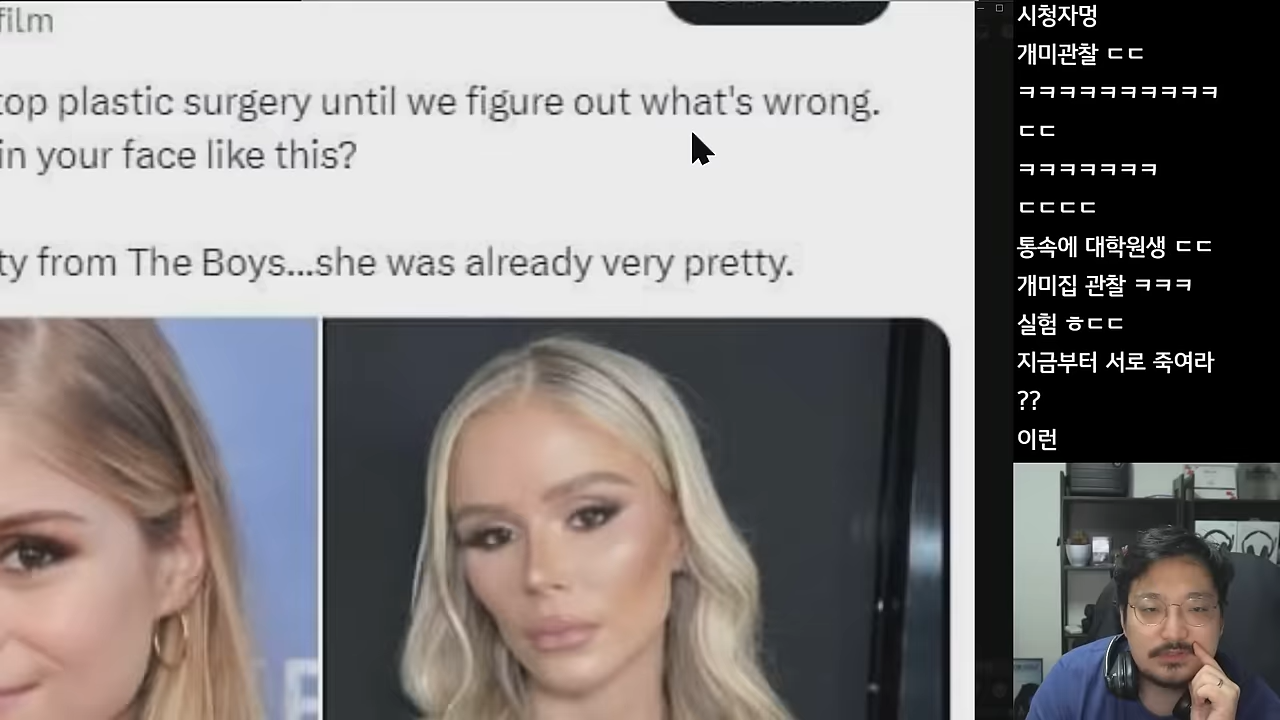 film
top plastic surgery until we figure out what's wrong.
in your face like this?
ty from The Boys...she was already very pretty.
시청자멍
개미관찰 ㄷㄷ
ㅋㅋㅋㅋㅋㅋㅋㅋㅋㅋ
ㄷㄷ
ㅋㅋㅋㅋㅋㅋㅋ
ㄷㄷㄷㄷ
통속에 대학원생 ㄷㄷ
개미집 관찰 ㅋㅋㅋ
실험 ㅎㄷㄷ
지금부터 서로 죽여라
??
이런